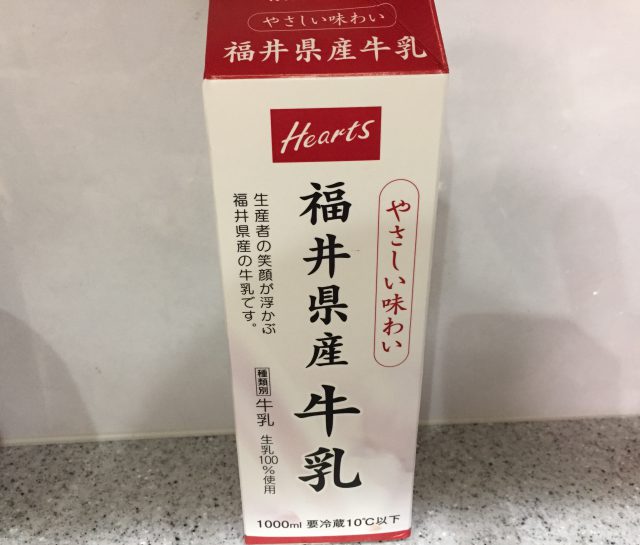 やさしい味わい
福井県産牛乳
Hearts
やさしい味わい
福井県産牛乳
生産者の笑顔が浮かぶ
福井県産の牛乳です。
種類別 牛乳 生乳100%使用
1000ml 要冷蔵10℃以下